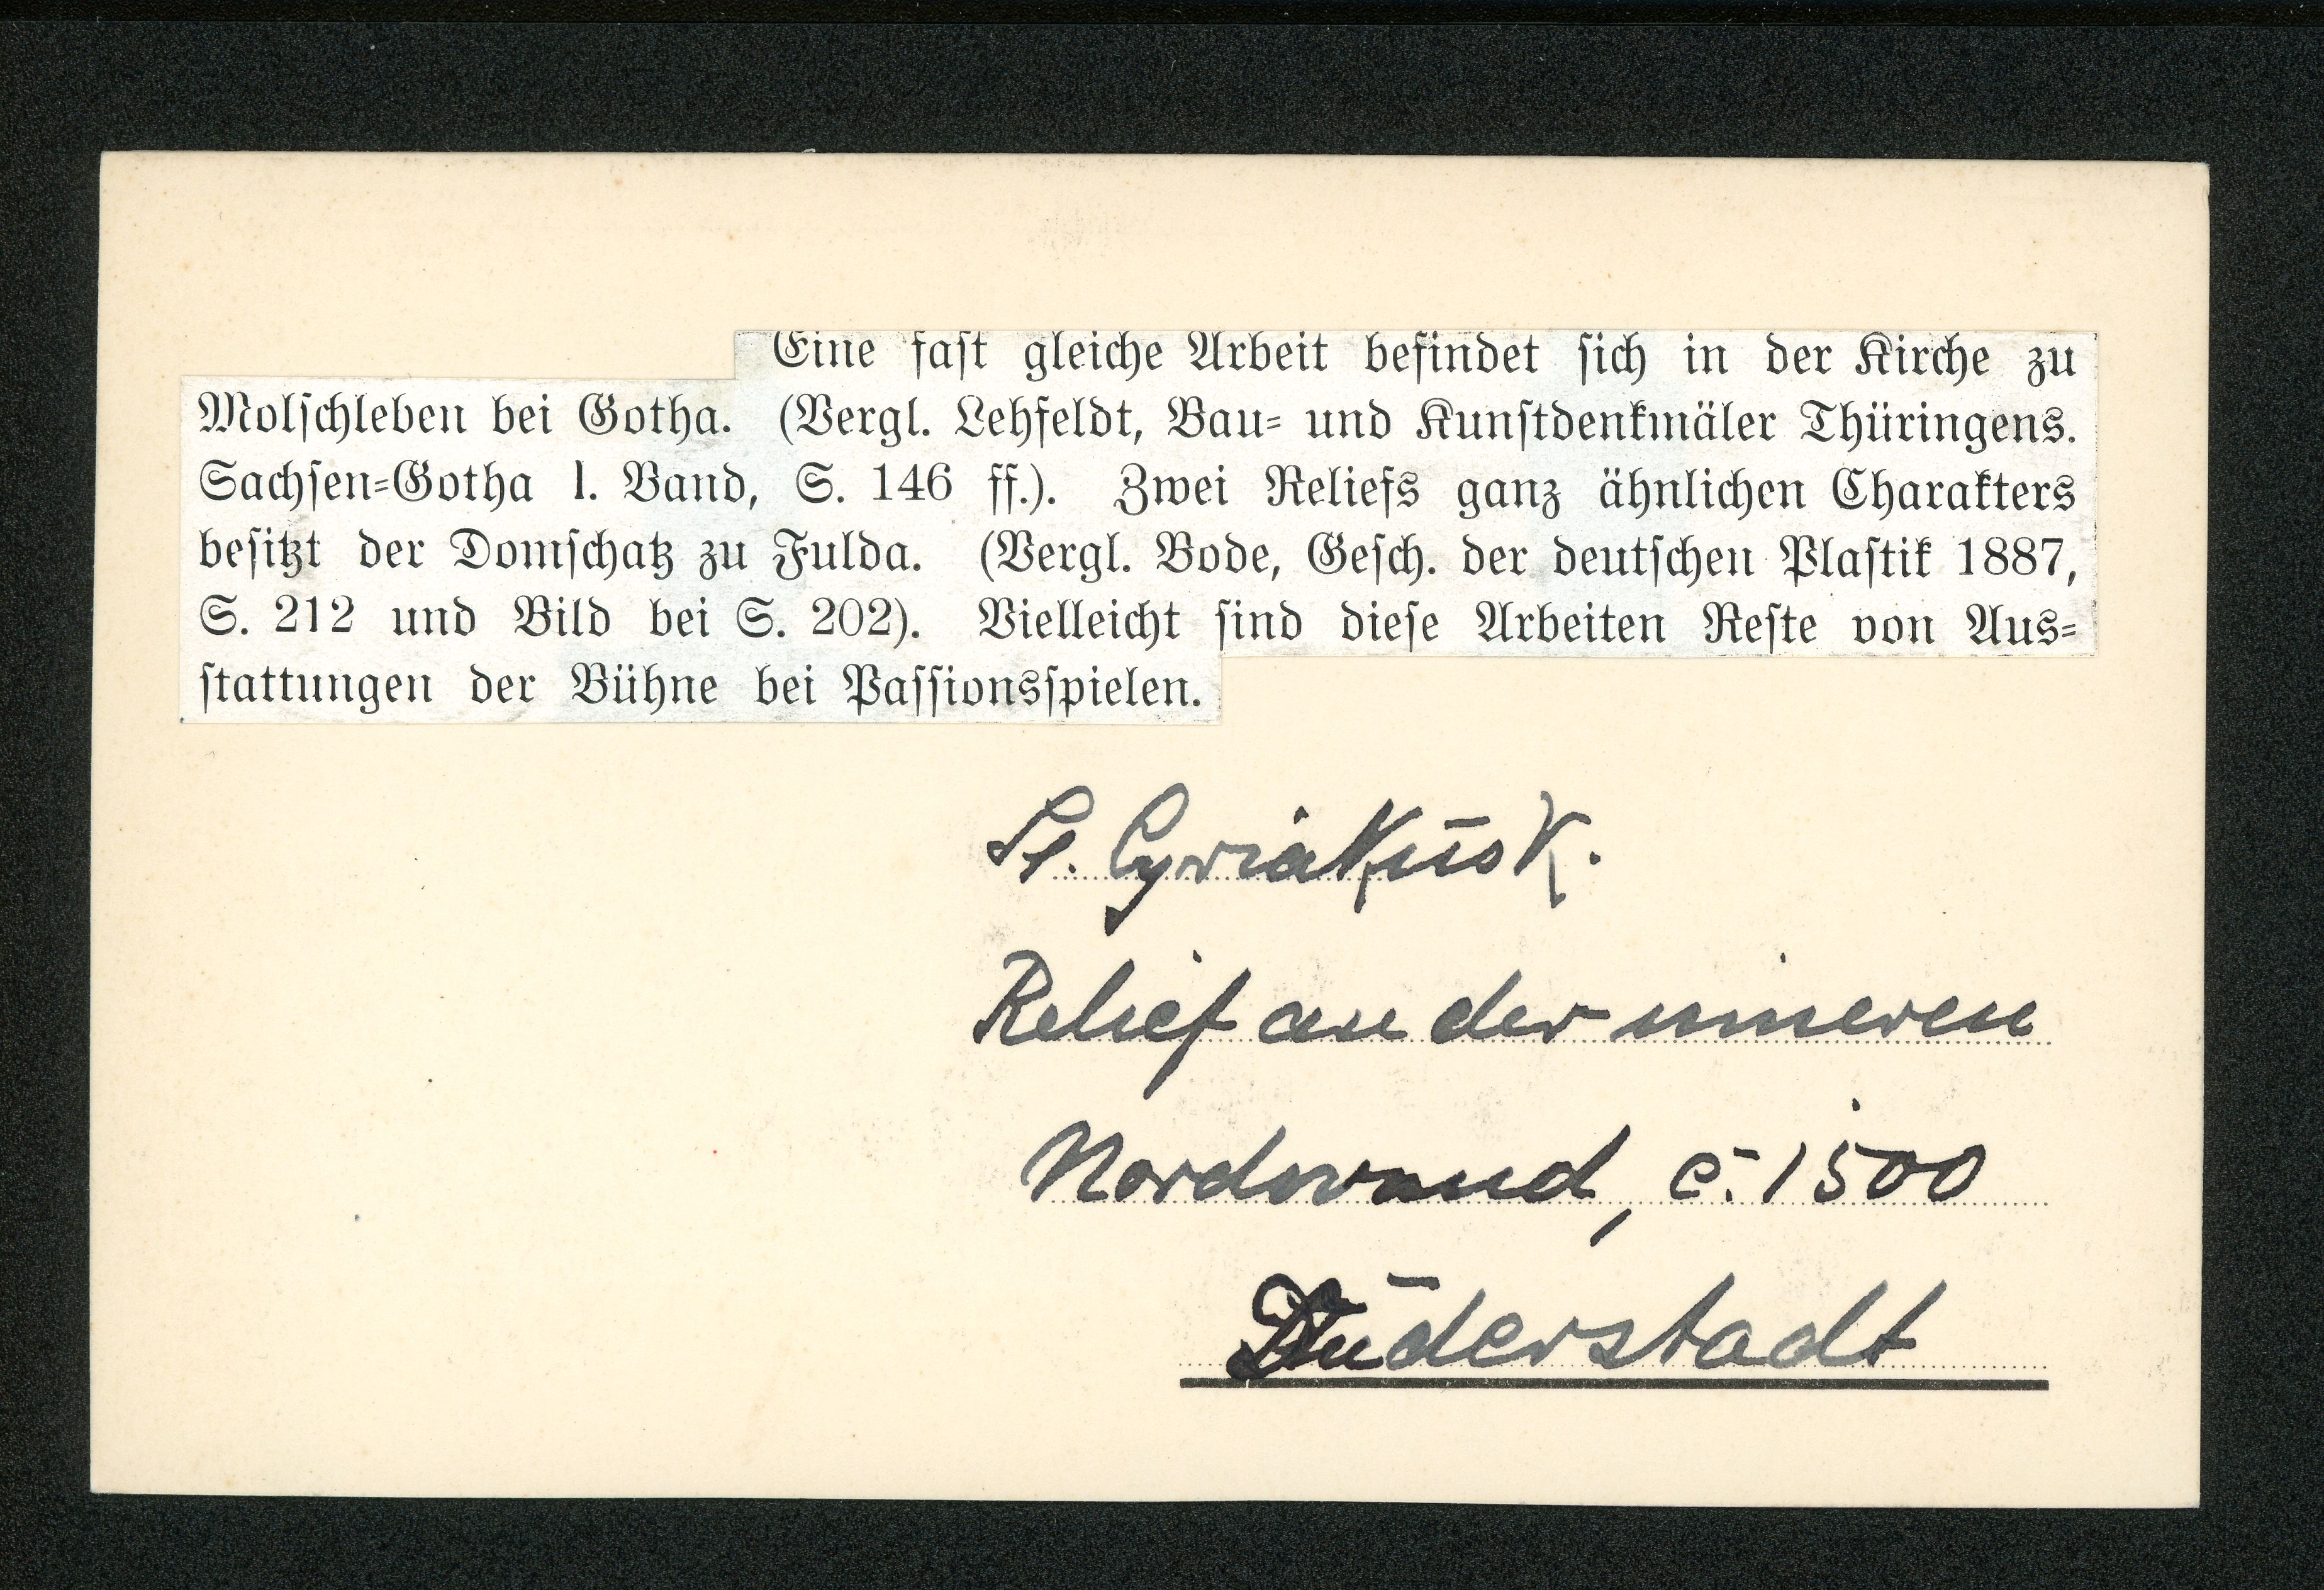 Eine fast gleiche Arbeit befindet sich in der Kirche zu
Molschleben bei Gotha. (Vergl. Lehfeldt, Bau= und Kunstdenkmäler Thüringens.
Sachsen=Gotha I. Band, S. 146 ff.). Zwei Reliefs ganz ähnlichen Charakters
besitzt der Domschatz zu Fulda. (Vergl. Bode, Gesch. der deutschen Plastik 1887,
S. 212 und Bild bei S. 202). Vielleicht sind diese Arbeiten Reste von Aus=
stattungen der Bühne bei Passionsspielen.
St. CyriakusK.
Relief an der inneren
Nordwand, c. 1500
Duderstadt